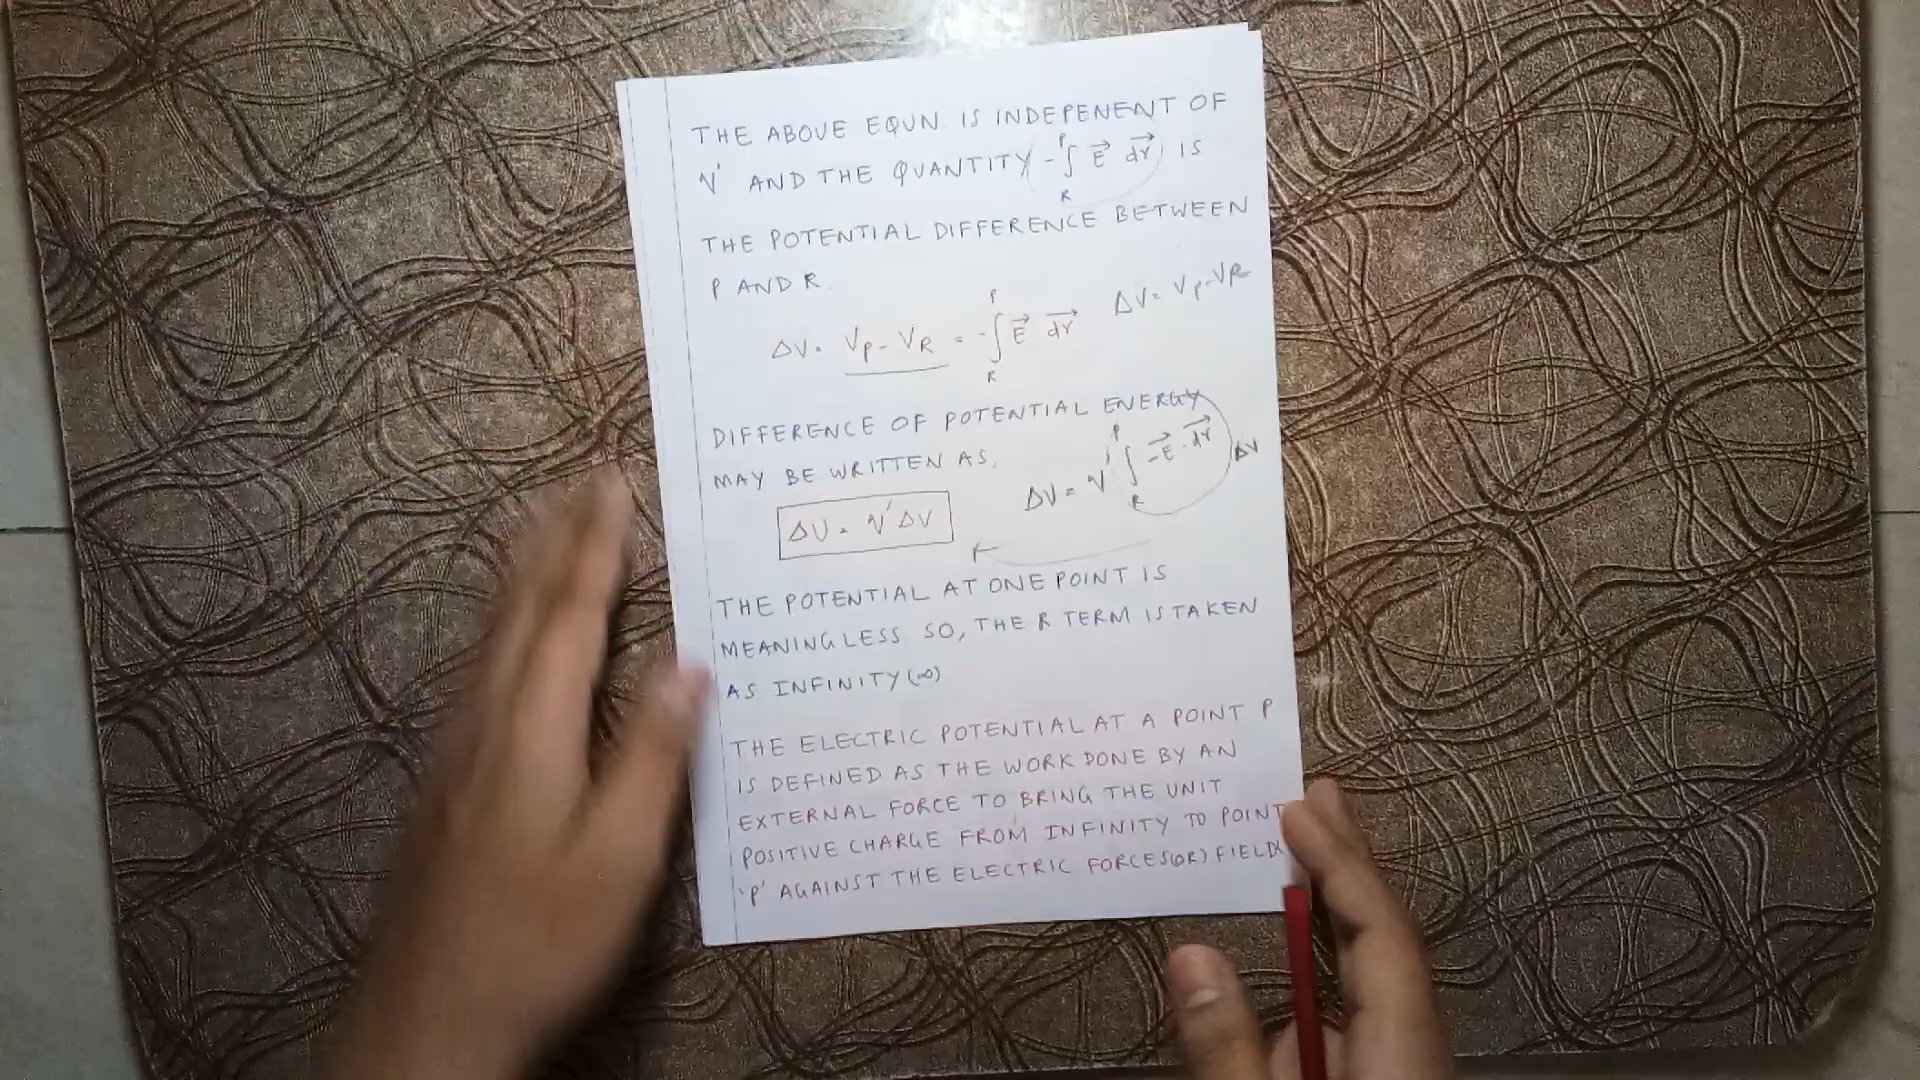 THE ABOVE EQUN IS INDEPENENT OF
q' AND THE QUANTITY -∫ᴿᴾ E⃗ dr⃗ IS
THE POTENTIAL DIFFERENCE BETWEEN
P AND R.
ΔV = VP - VR = -∫ᴿᴾ E⃗ dr⃗ ΔV = VP - VR
DIFFERENCE OF POTENTIAL ENERGY
MAY BE WRITTEN AS,
ΔU = q' ∫ᴿᴾ -E⃗ · dr⃗ ΔV
ΔU = q'ΔV
THE POTENTIAL AT ONE POINT IS
MEANINGLESS SO, THE R TERM IS TAKEN
AS INFINITY (∞)
THE ELECTRIC POTENTIAL AT A POINT P
IS DEFINED AS THE WORK DONE BY AN
EXTERNAL FORCE TO BRING THE UNIT
POSITIVE CHARGE FROM INFINITY TO POINT
'P' AGAINST THE ELECTRIC FORCES (OR) FIELD